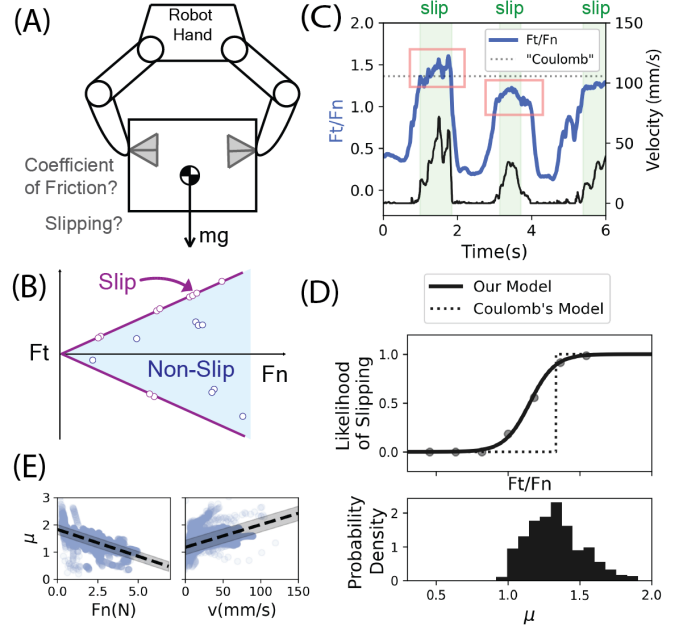 (A)
Robot
Hand
Coefficient
of Friction?
Slipping?
mg
(B)
Slip
Ft
Non-Slip
Fn
(C)
slip
slip
slip
2.0
1.5
1.0
0.5
0.0
Ft/Fn
Ft/Fn
"Coulomb"
150
100
50
0
Velocity (mm/s)
0
2
4
6
Time(s)
(D)
Our Model
Coulomb's Model
Likelihood
of Slipping
1.0
0.5
0.0
Ft/Fn
Probability
Density
2
1
0
0.5
1.0
1.5
2.0
μ
(E)
μ
3
2
1
0
0.0
2.5
5.0
Fn(N)
0
50
100
150
v(mm/s)